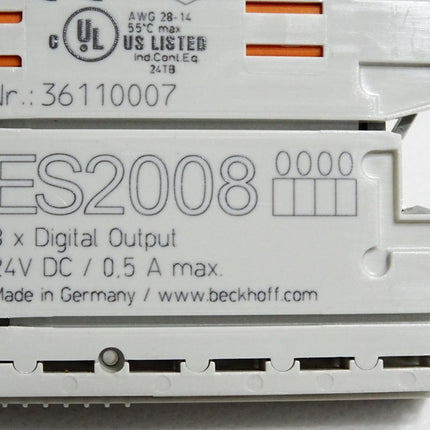 AWG 28-14
55°C max
C UL US LISTED
Ind.Cont.Eq.
24TB
Nr.: 36110007
ES2008 0000
8 x Digital Output
24V DC / 0,5 A max.
Made in Germany / www.beckhoff.com